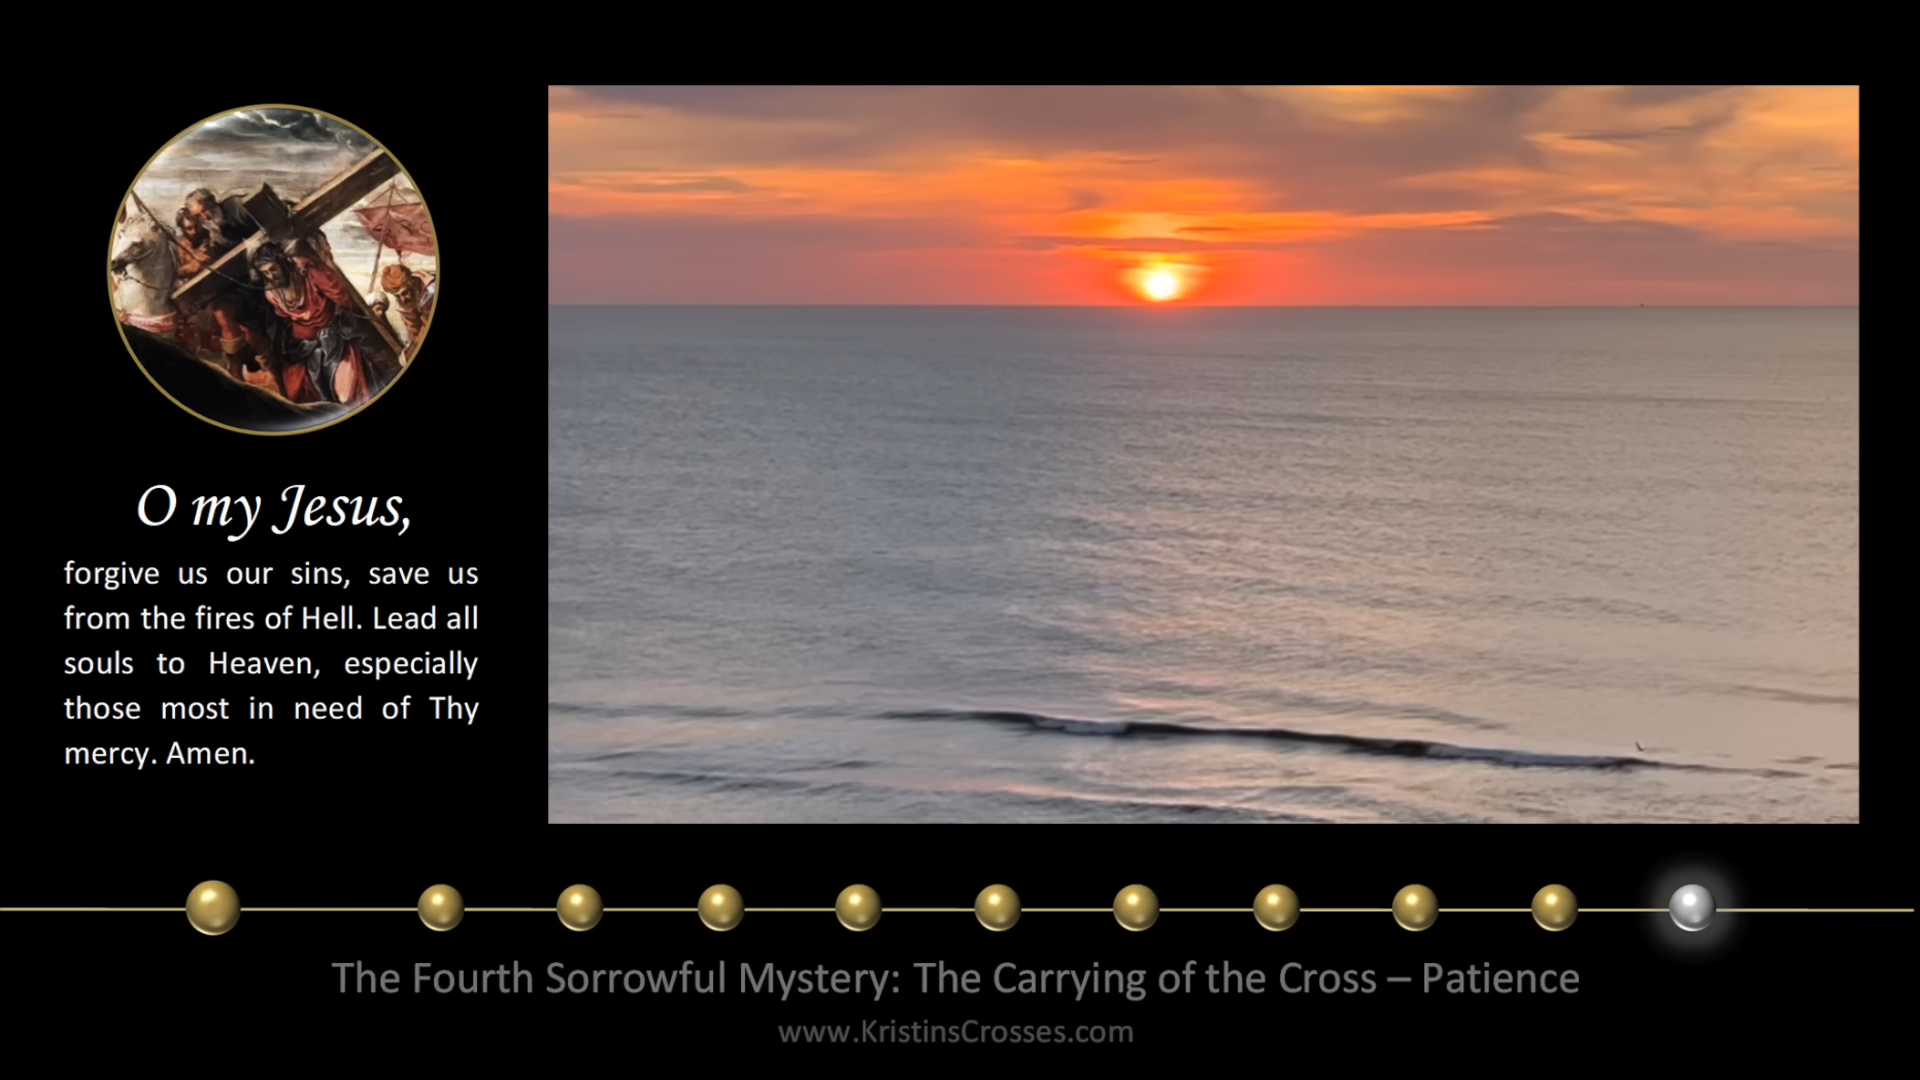 O my Jesus,
forgive us our sins, save us
from the fires of Hell. Lead all
souls to Heaven, especially
those most in need of Thy
mercy. Amen.
The Fourth Sorrowful Mystery: The Carrying of the Cross – Patience
www.KristinsCrosses.com